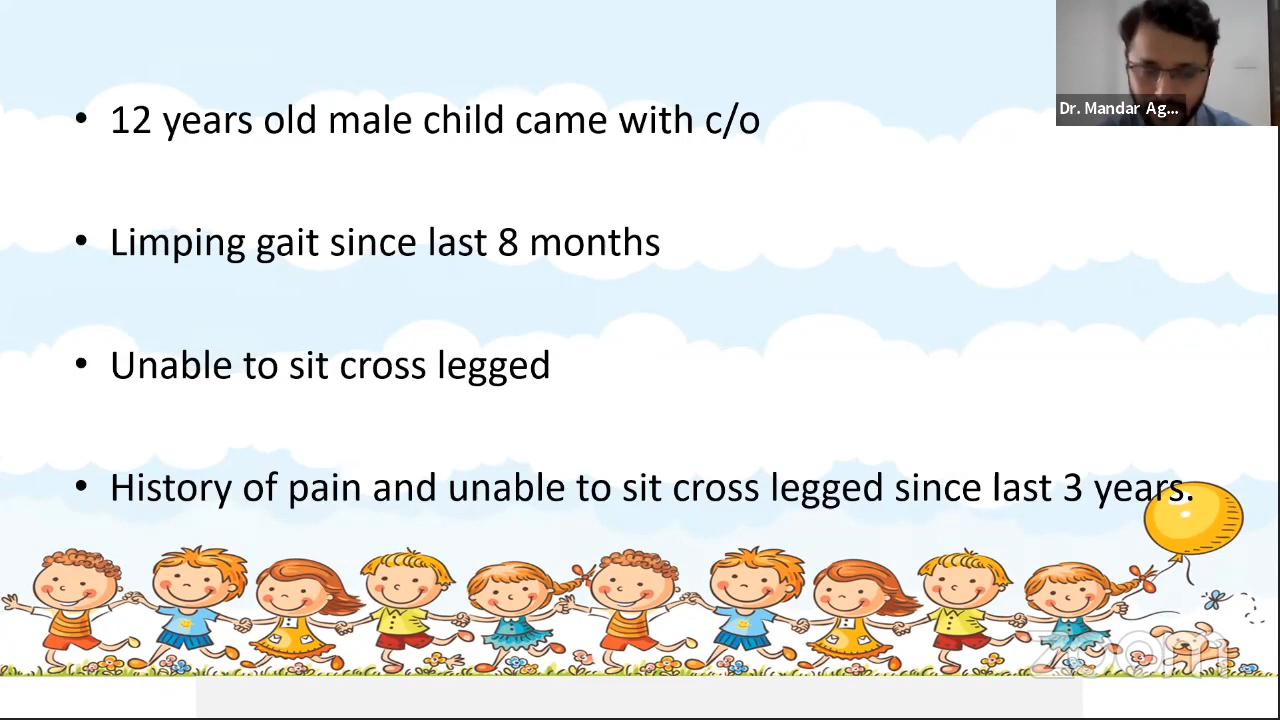 • 12 years old male child came with c/o
• Limping gait since last 8 months
• Unable to sit cross legged
• History of pain and unable to sit cross legged since last 3 years.
Dr. Mandar Ag...
zoom